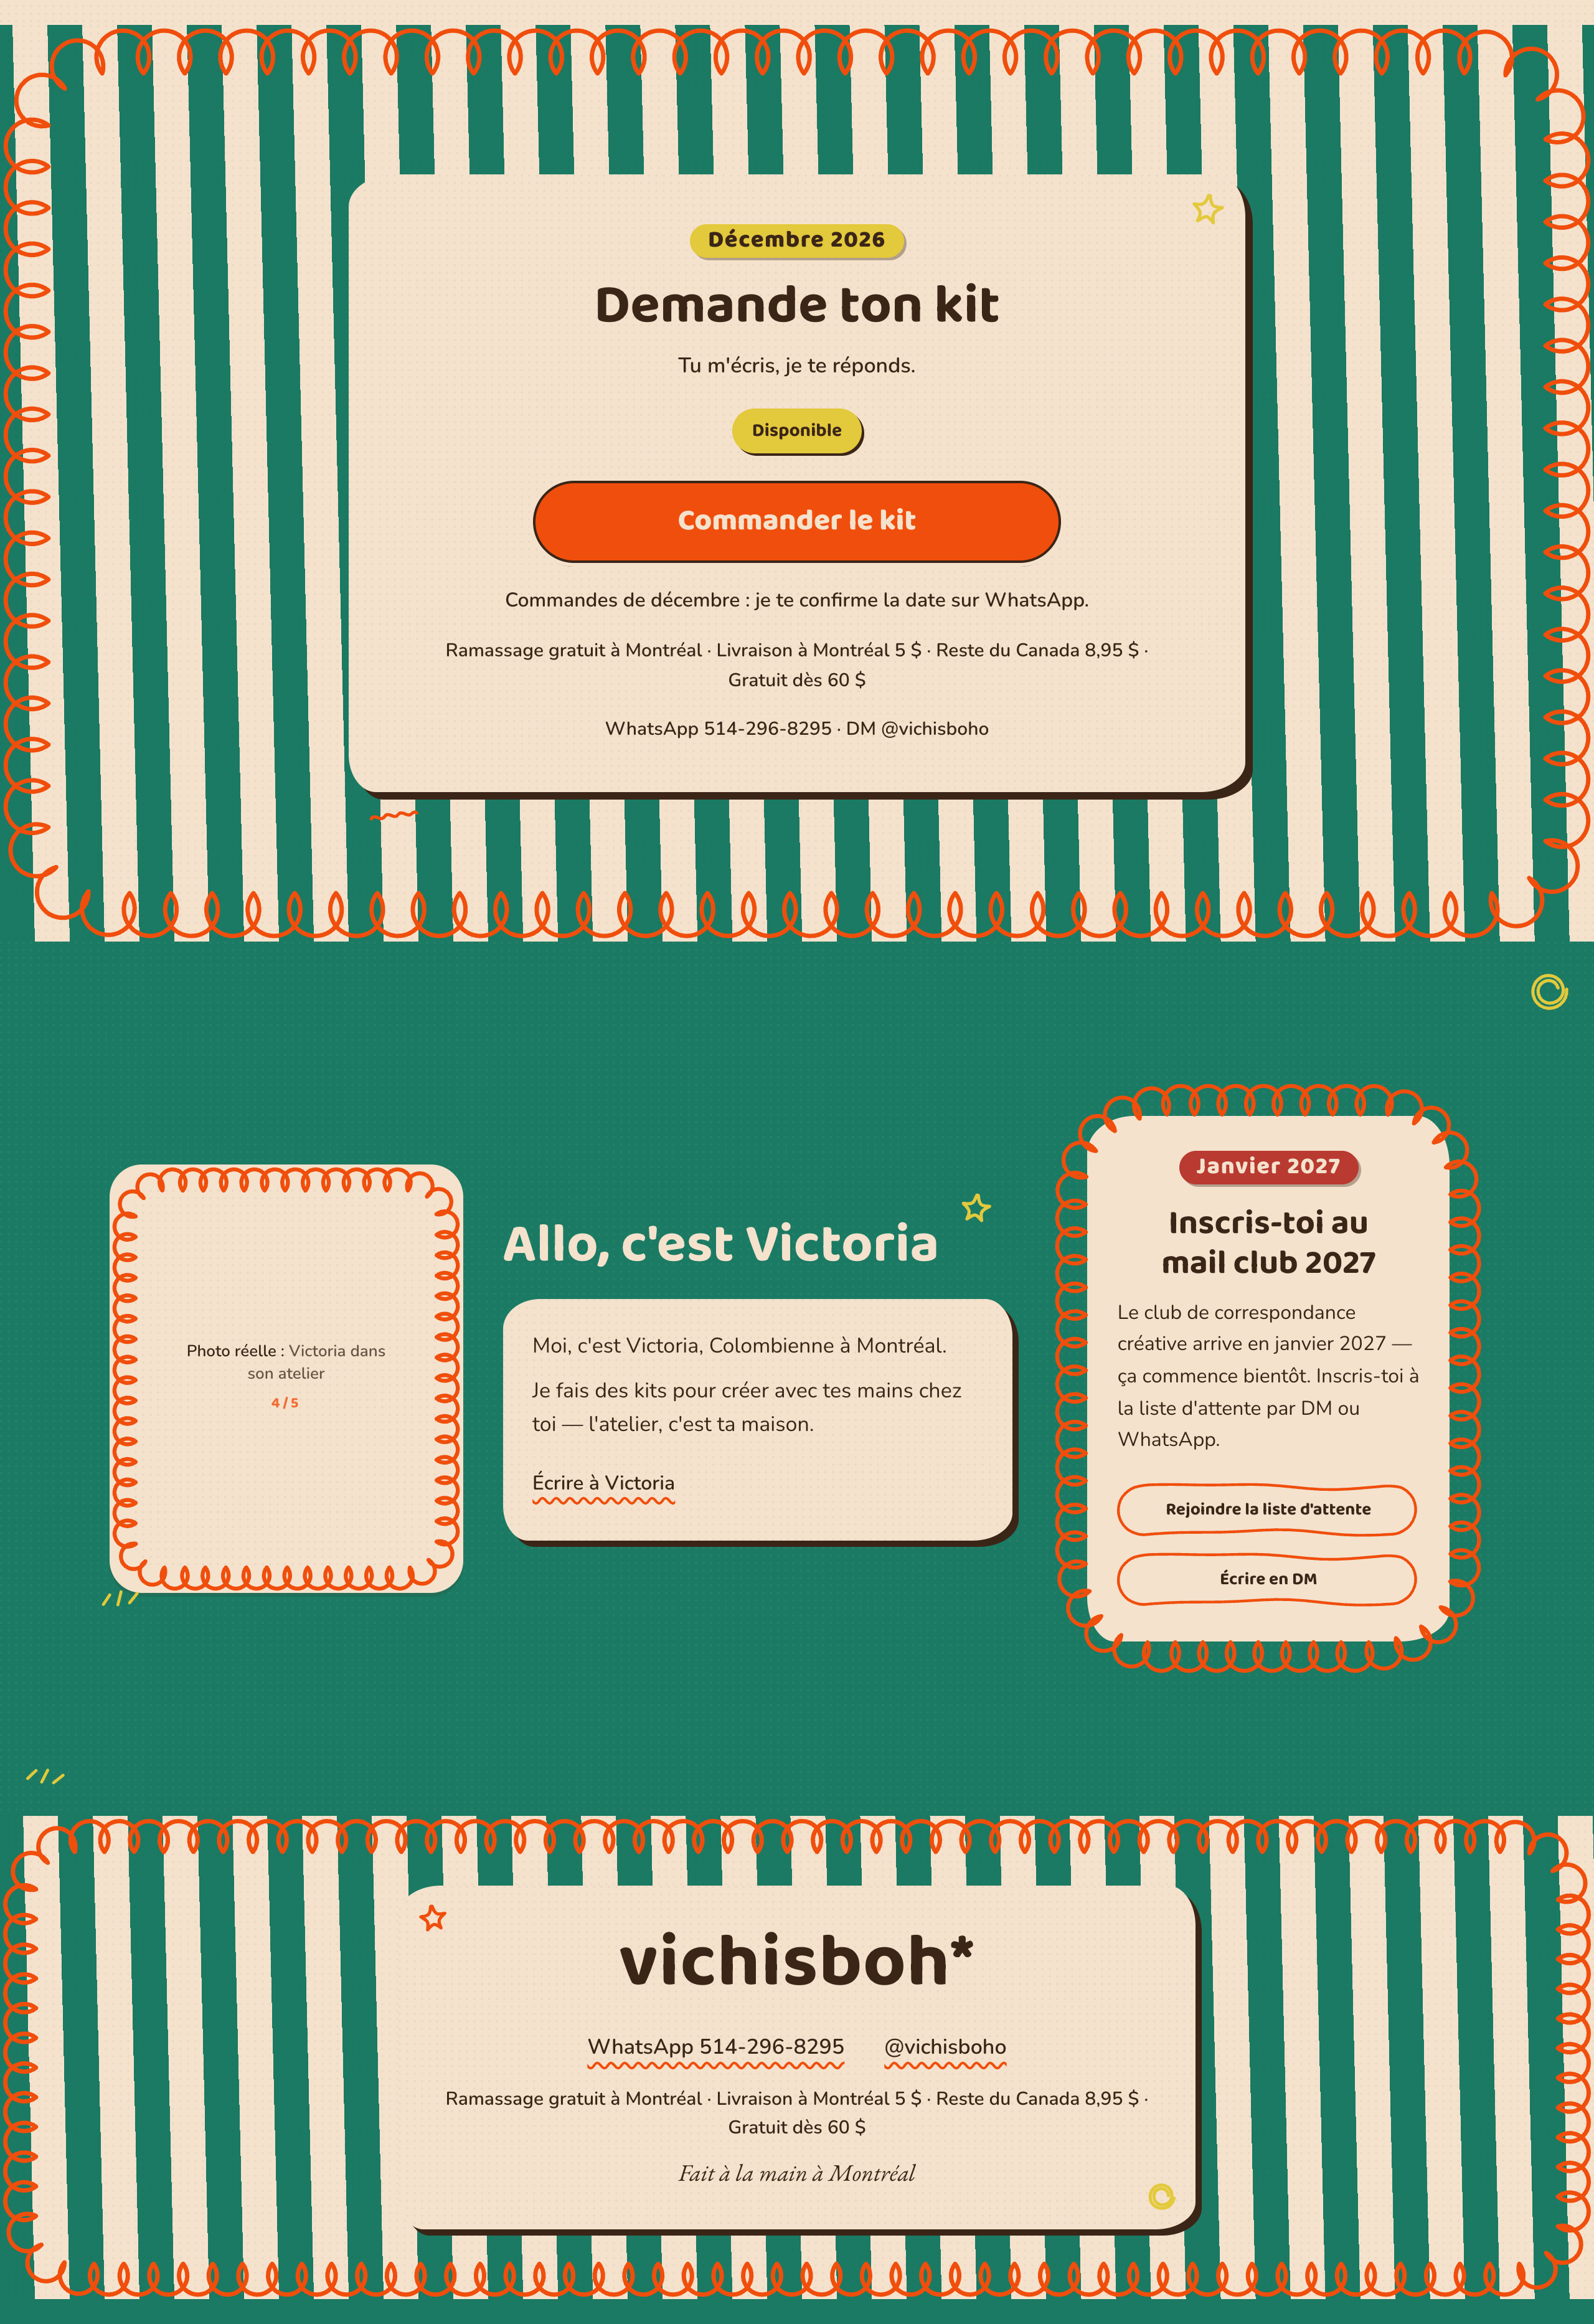 Décembre 2026
Demande ton kit
Tu m'écris, je te réponds.
Disponible
Commander le kit
Commandes de décembre : je te confirme la date sur WhatsApp.
Ramassage gratuit à Montréal · Livraison à Montréal 5 $ · Reste du Canada 8,95 $ ·
Gratuit dès 60 $
WhatsApp 514-296-8295 · DM @vichisboho
Photo réelle : Victoria dans
son atelier
4 / 5
Allo, c'est Victoria
Moi, c'est Victoria, Colombienne à Montréal.
Je fais des kits pour créer avec tes mains chez
toi — l'atelier, c'est ta maison.
Écrire à Victoria
Janvier 2027
Inscris-toi au
mail club 2027
Le club de correspondance
créative arrive en janvier 2027 —
ça commence bientôt. Inscris-toi à
la liste d'attente par DM ou
WhatsApp.
Rejoindre la liste d'attente
Écrire en DM
vichisboh*
WhatsApp 514-296-8295 @vichisboho
Ramassage gratuit à Montréal · Livraison à Montréal 5 $ · Reste du Canada 8,95 $ ·
Gratuit dès 60 $
Fait à la main à Montréal